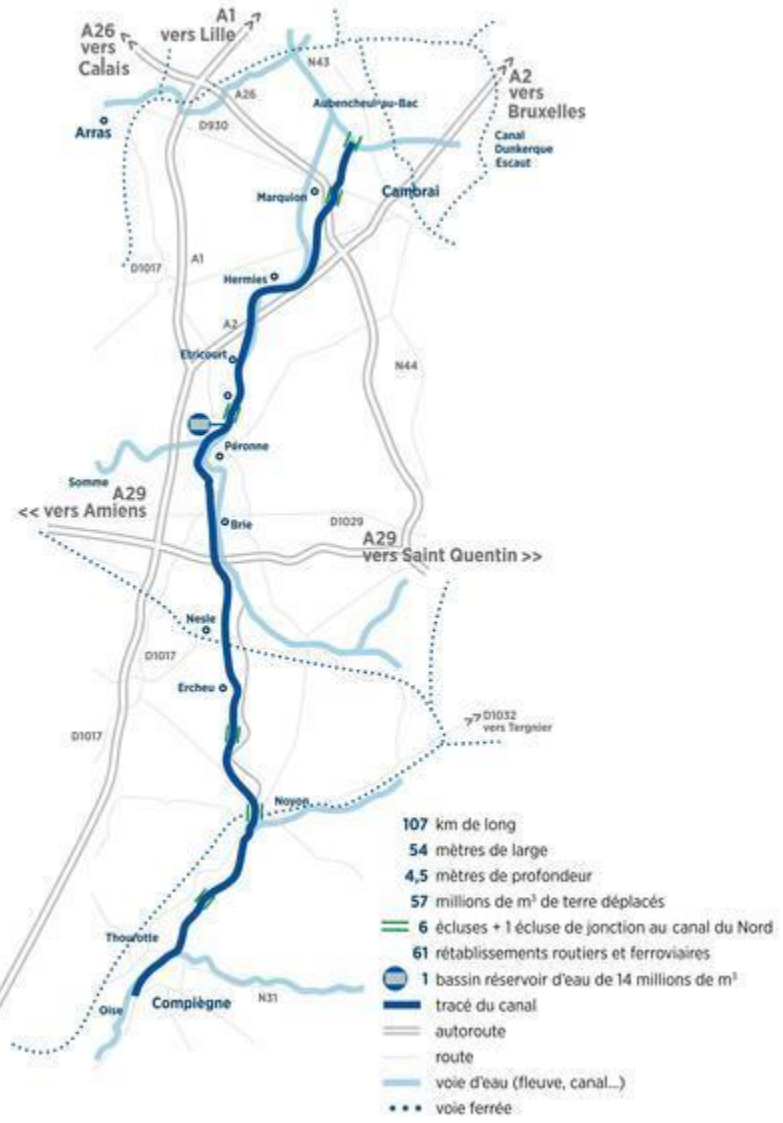 A1
vers Lille
A26
vers
Calais
N43
A2
vers
Bruxelles
A26
Aubencheul-au-Bac
D930
Arras
Canal
Dunkerque
Escaut
Marquion
Cambrai
A1
D1017
Hermies
A2
Etricourt
N44
Péronne
Somme
A29
<< vers Amiens
Brie
D1029
A29
vers Saint Quentin >>
Nesle
D1017
Ercheu
D1032
vers Tergnier
D1017
Noyon
107 km de long
54 mètres de large
4,5 mètres de profondeur
57 millions de m³ de terre déplacés
6 écluses + 1 écluse de jonction au canal du Nord
61 rétablissements routiers et ferroviaires
1 bassin réservoir d'eau de 14 millions de m³
tracé du canal
autoroute
route
voie d'eau (fleuve, canal...)
voie ferrée
Thourotte
Oise
Compiègne
N31